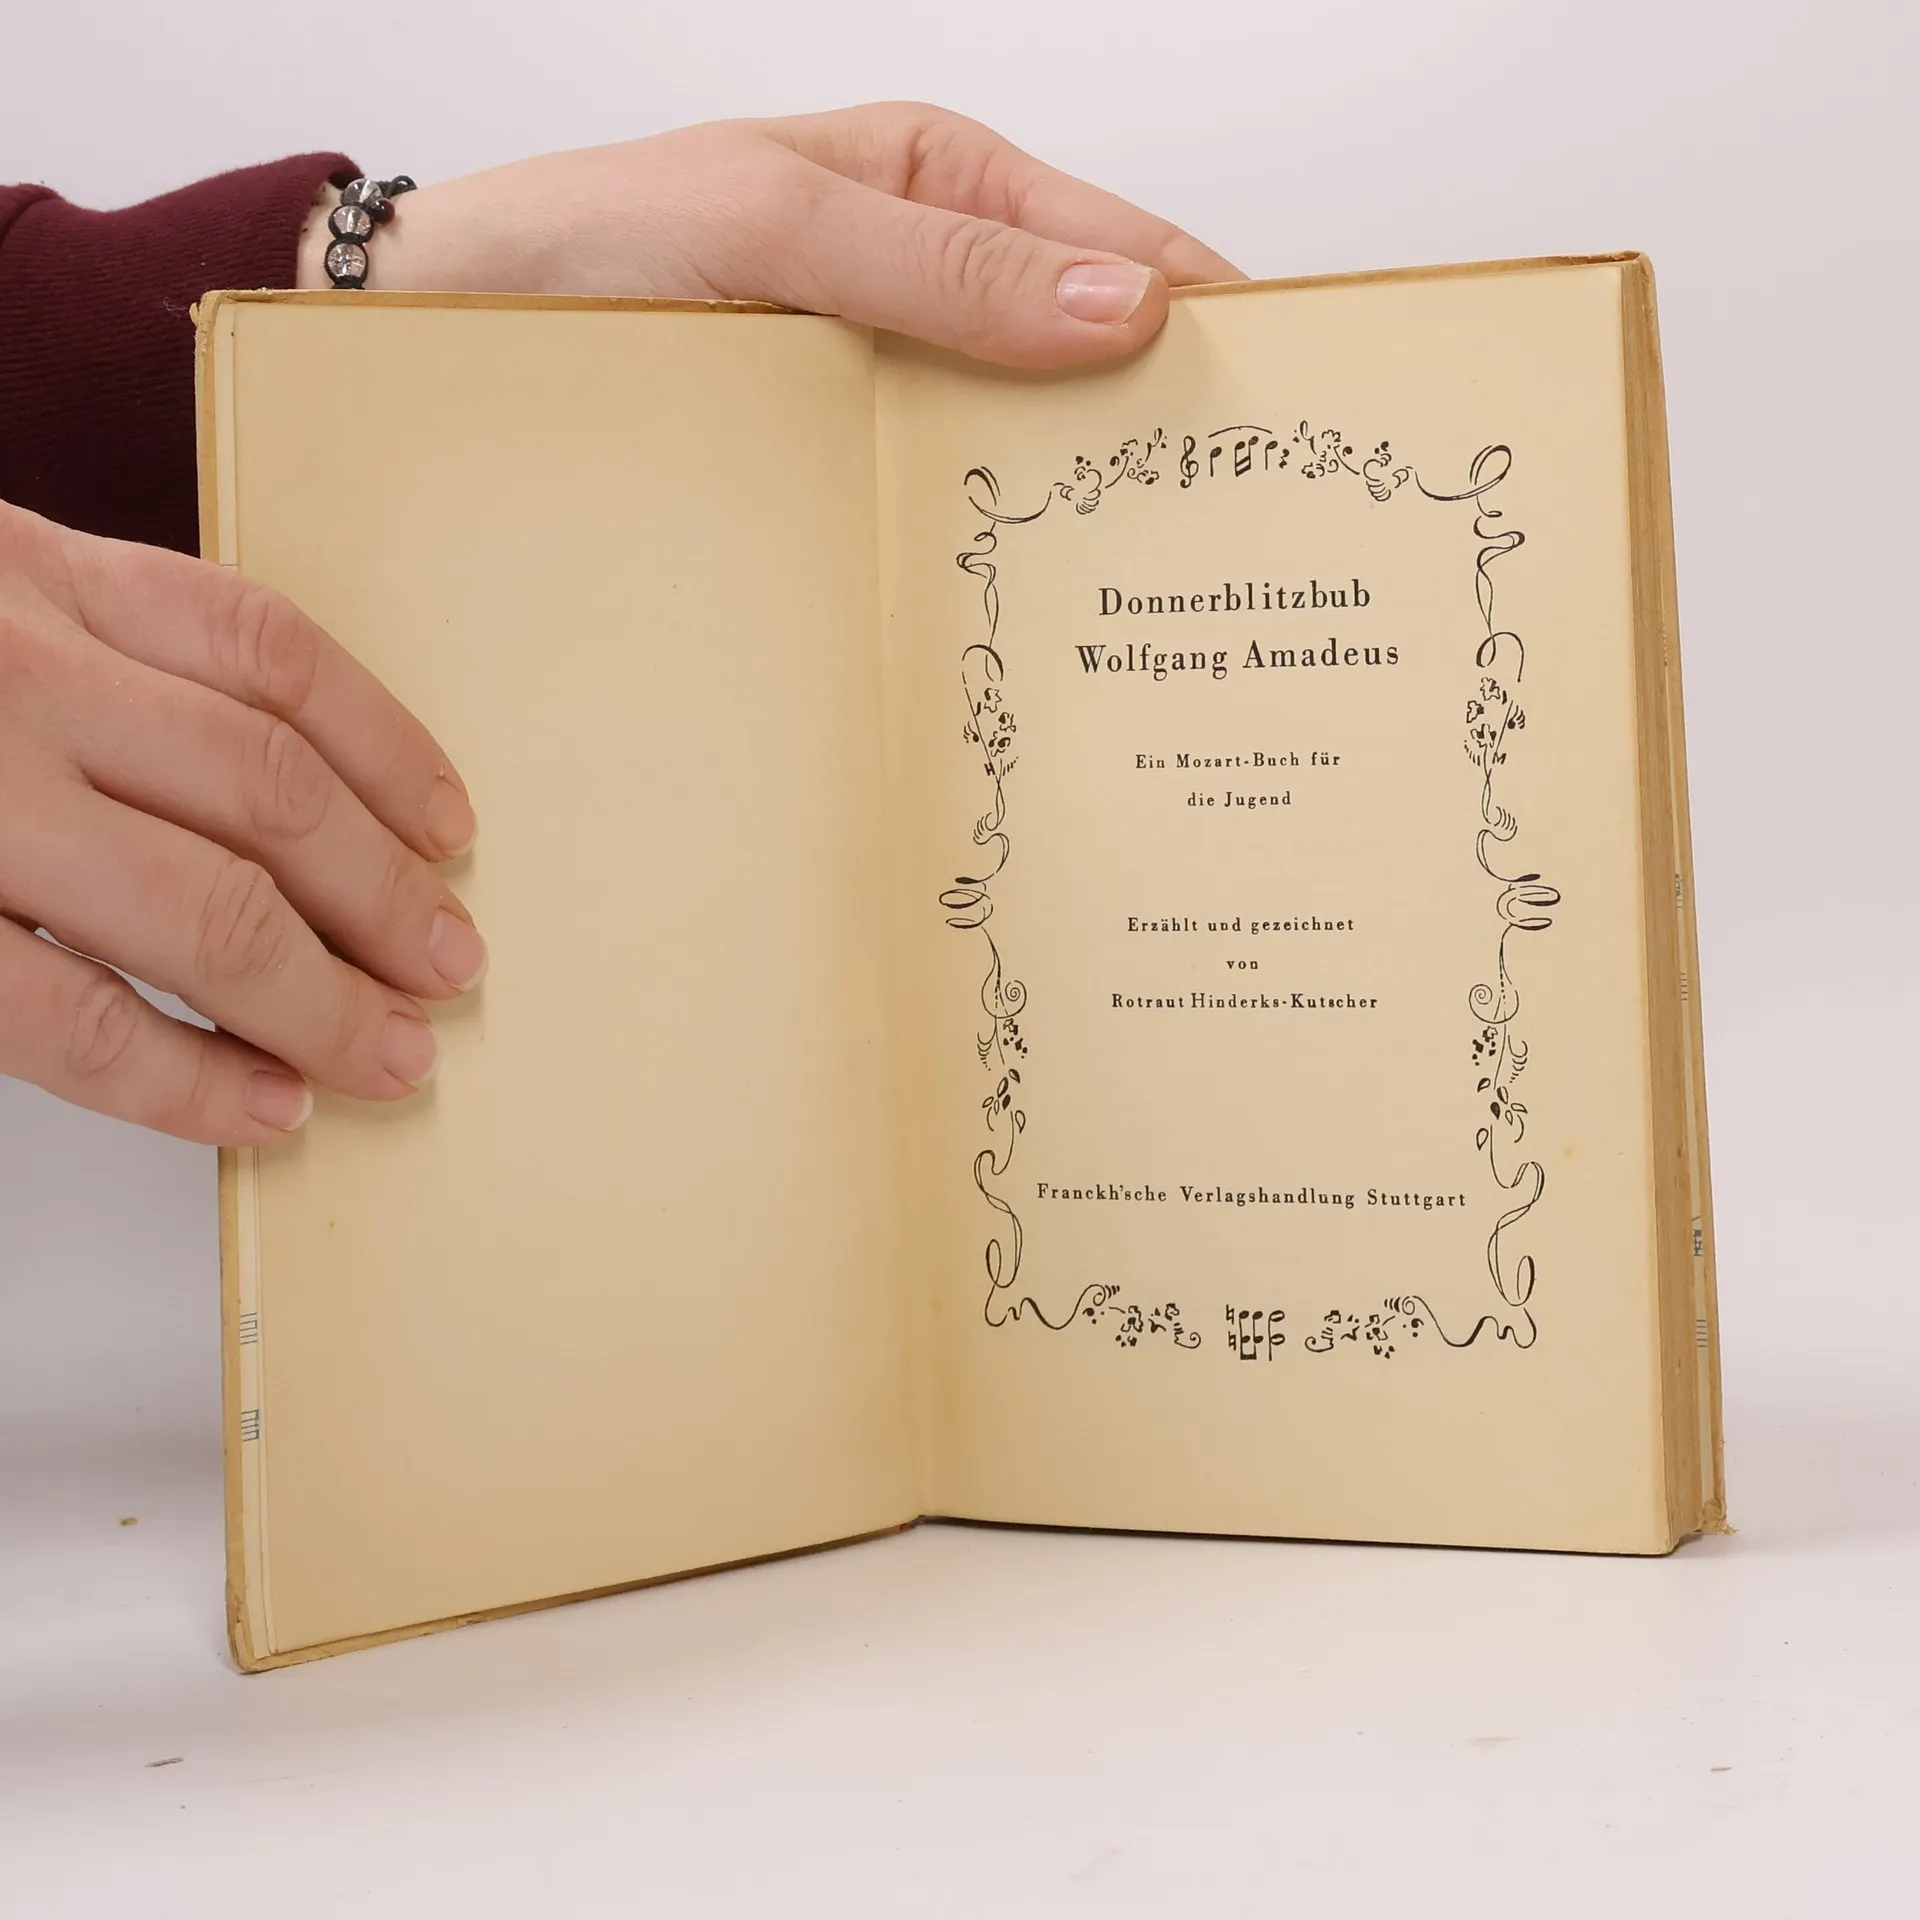 Donnerblitzbub
Wolfgang Amadeus
Ein Mozart-Buch für
die Jugend
Erzählt und gezeichnet
von
Rotraut Hinderks-Kutscher
Franckh'sche Verlagshandlung Stuttgart